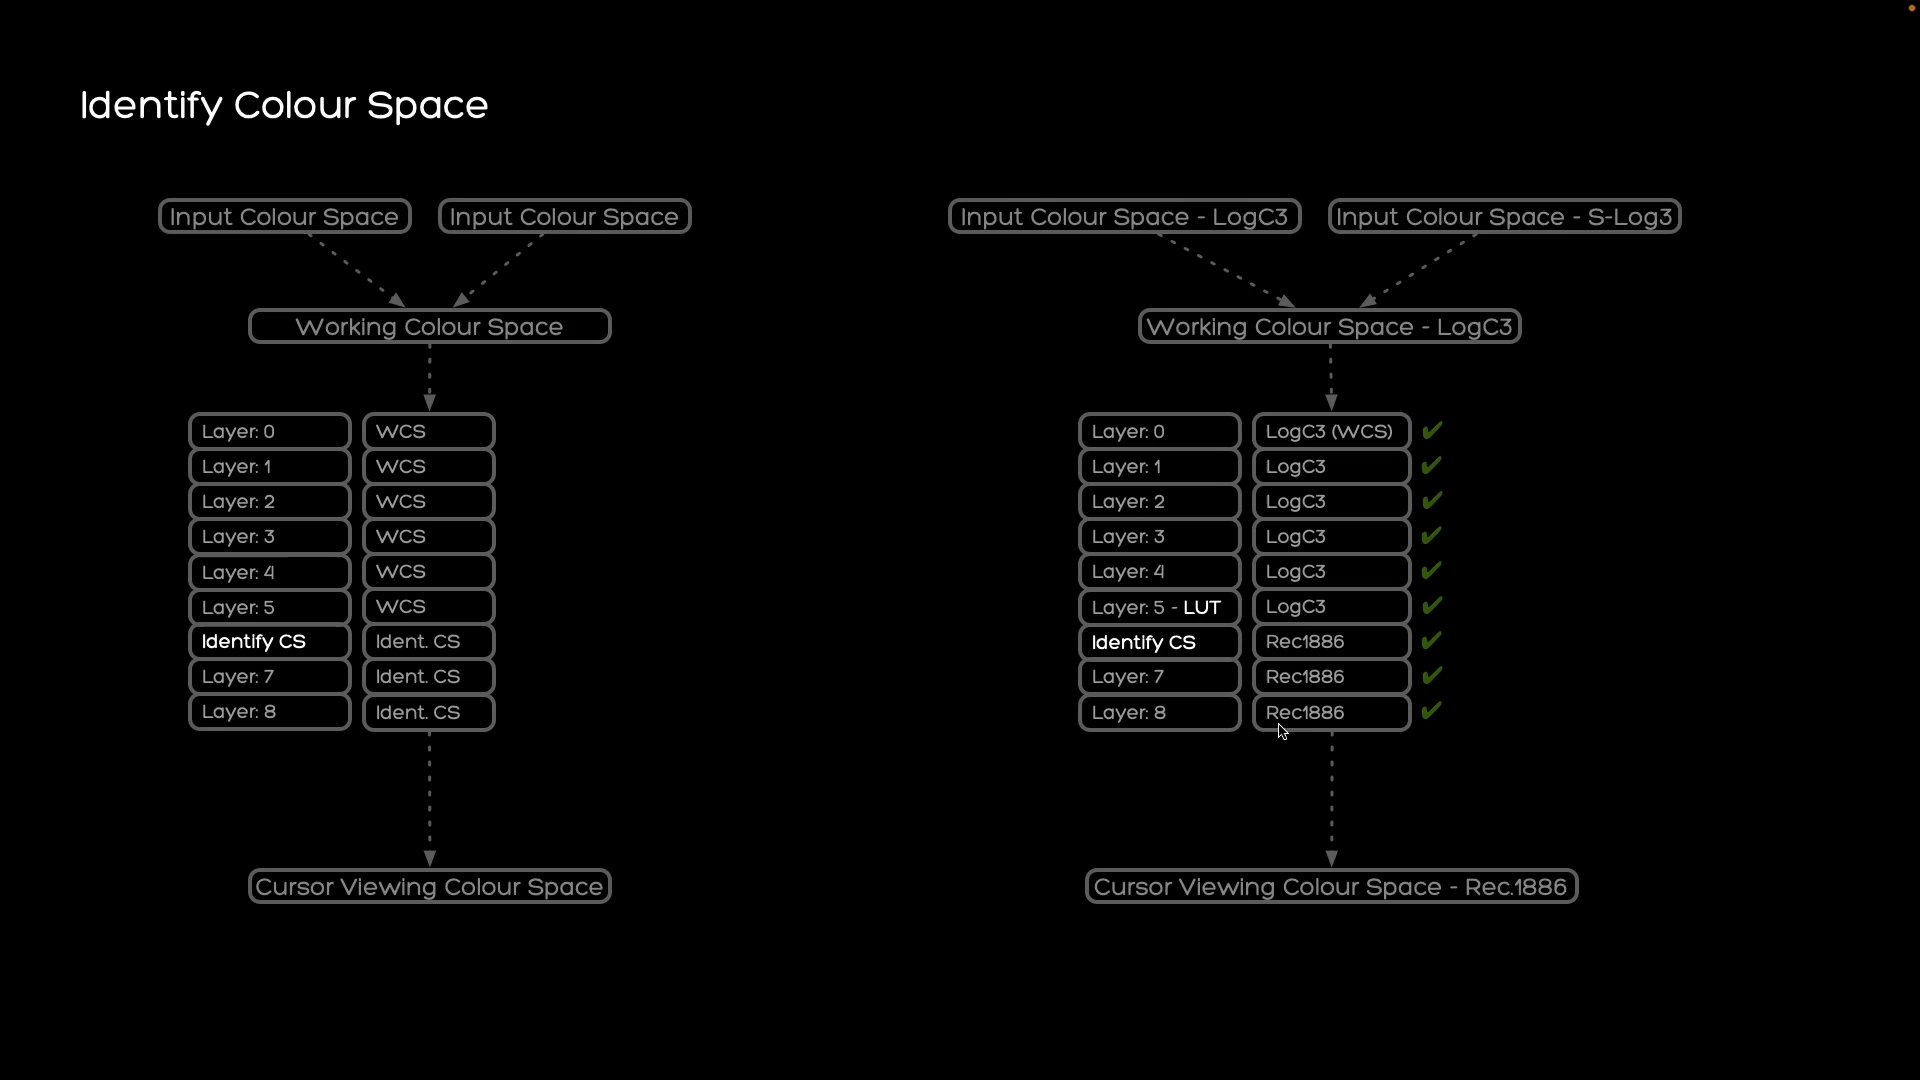 Identify Colour Space
Input Colour Space
Input Colour Space
Working Colour Space
Layer: 0 WCS
Layer: 1 WCS
Layer: 2 WCS
Layer: 3 WCS
Layer: 4 WCS
Layer: 5 WCS
Identify CS Ident. CS
Layer: 7 Ident. CS
Layer: 8 Ident. CS
Cursor Viewing Colour Space
Input Colour Space - LogC3
Input Colour Space - S-Log3
Working Colour Space - LogC3
Layer: 0 LogC3 (WCS)
Layer: 1 LogC3
Layer: 2 LogC3
Layer: 3 LogC3
Layer: 4 LogC3
Layer: 5 - LUT LogC3
Identify CS Rec1886
Layer: 7 Rec1886
Layer: 8 Rec1886
Cursor Viewing Colour Space - Rec.1886